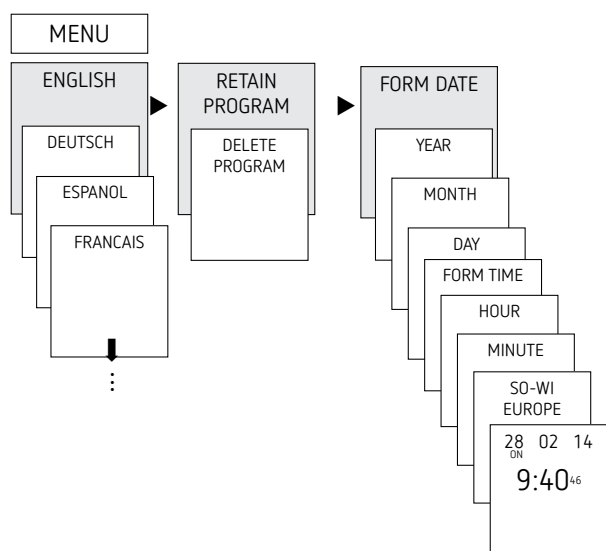 MENU
ENGLISH
DEUTSCH
ESPANOL
FRANCAIS
RETAIN
PROGRAM
DELETE
PROGRAM
FORM DATE
YEAR
MONTH
DAY
FORM TIME
HOUR
MINUTE
SO-WI
EUROPE
28 02 14
ON
9:40 46